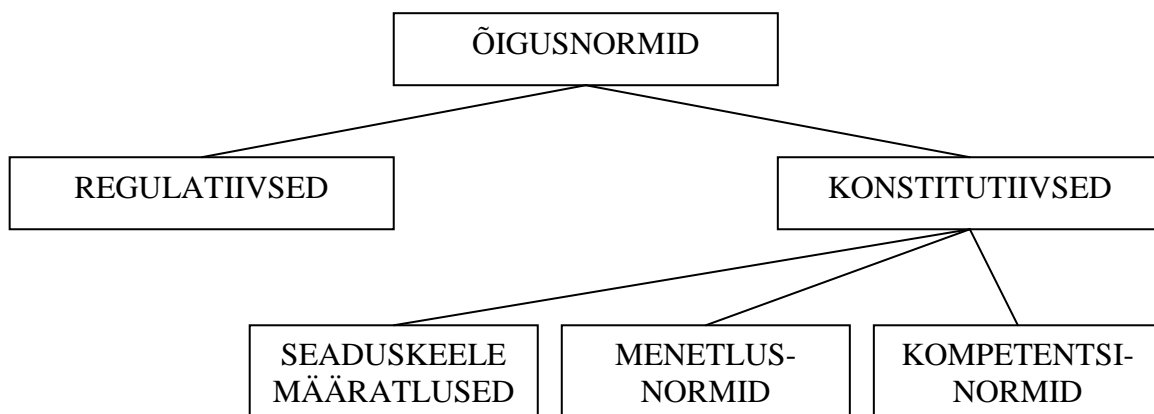 ÕIGUSNORMID
REGULATIIVSED
KONSTITUTIIVSED
SEADUSKEELE
MÄÄRATLUSED
MENETLUS-
NORMID
KOMPETENTSI-
NORMID